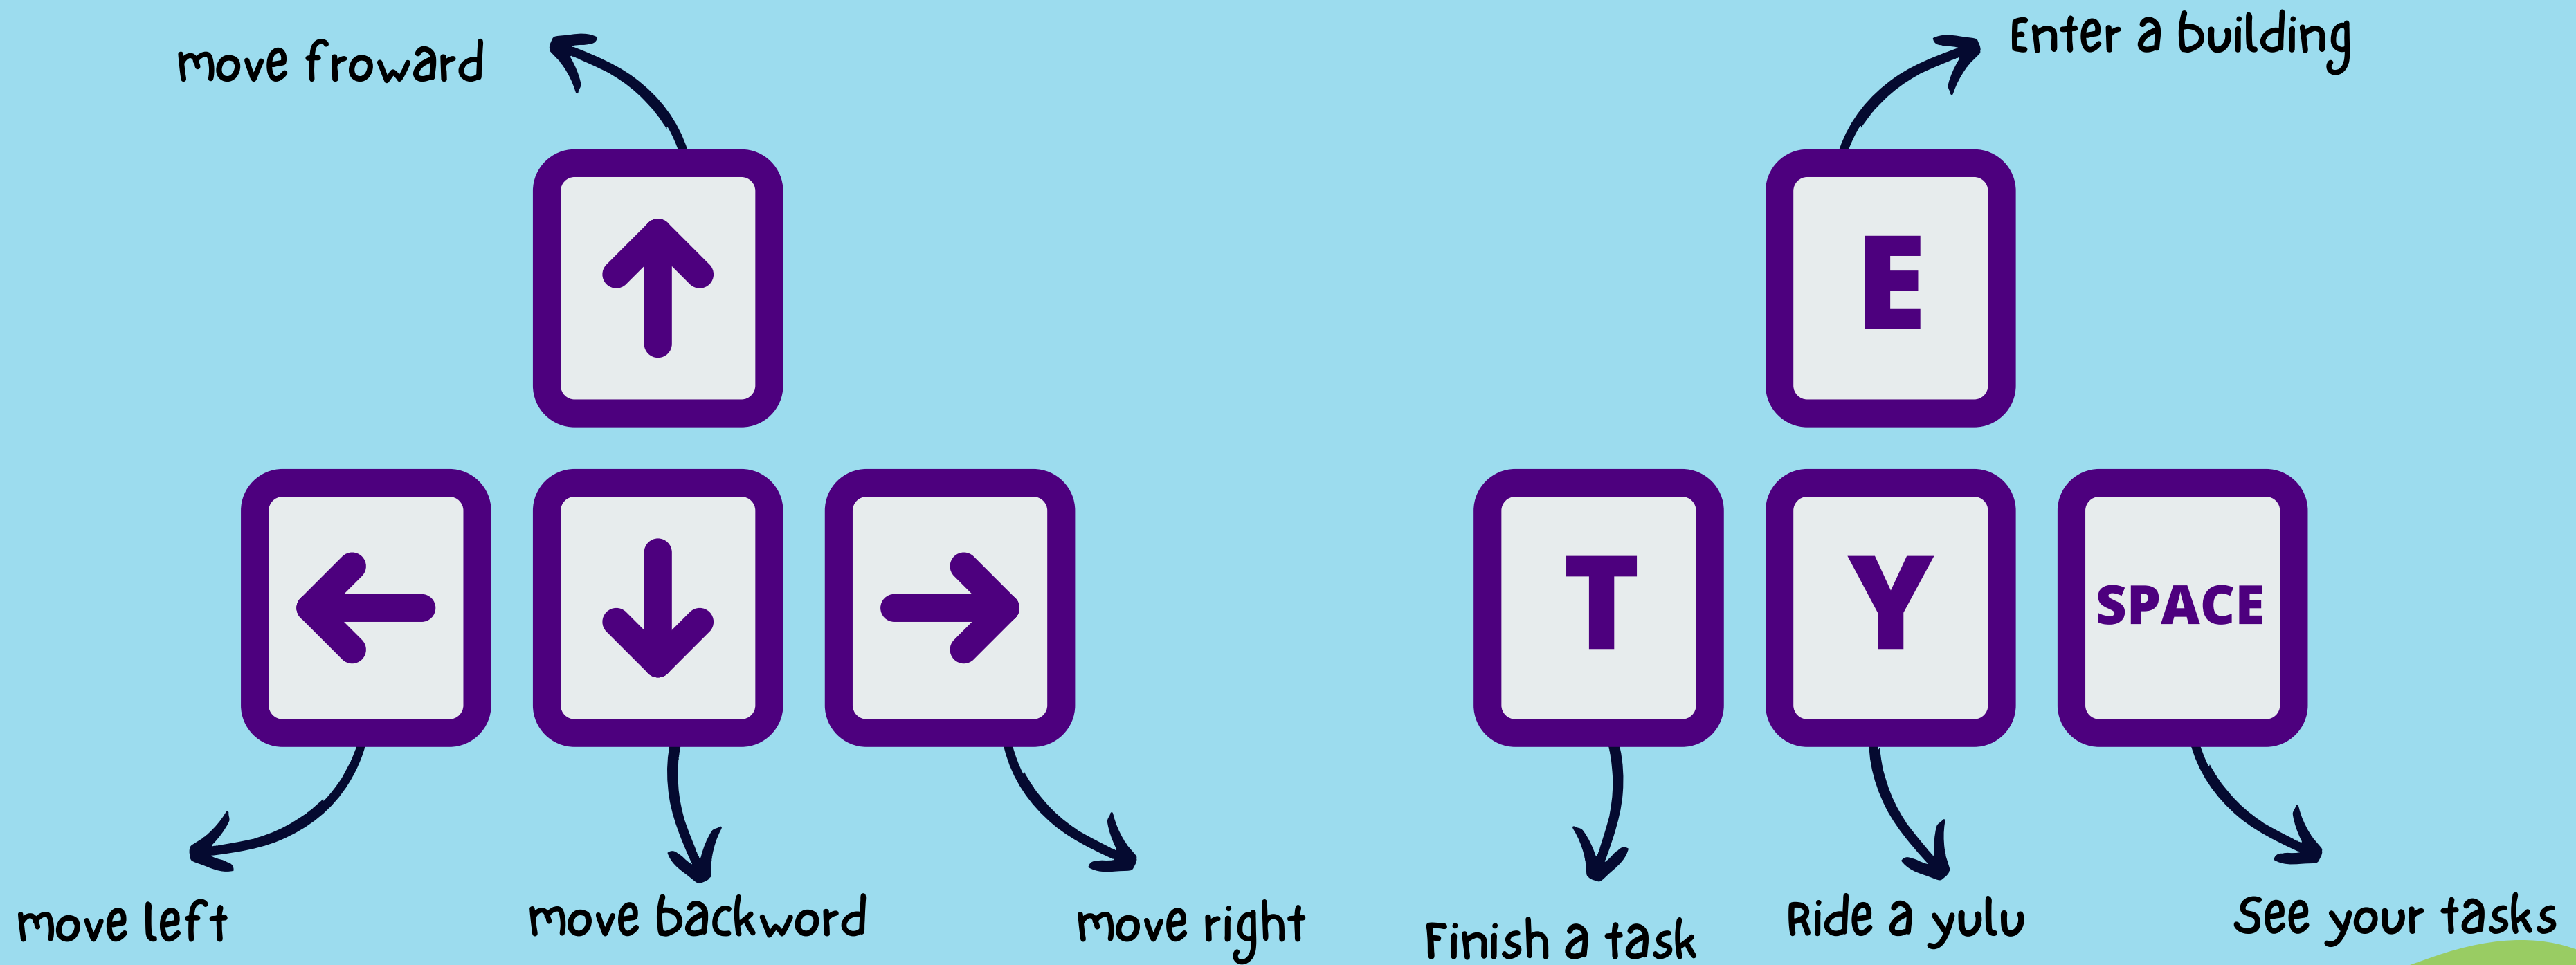 move froward
Enter a building
E
T
Y
SPACE
move left
move backword
move right
Finish a task
Ride a yulu
See your tasks